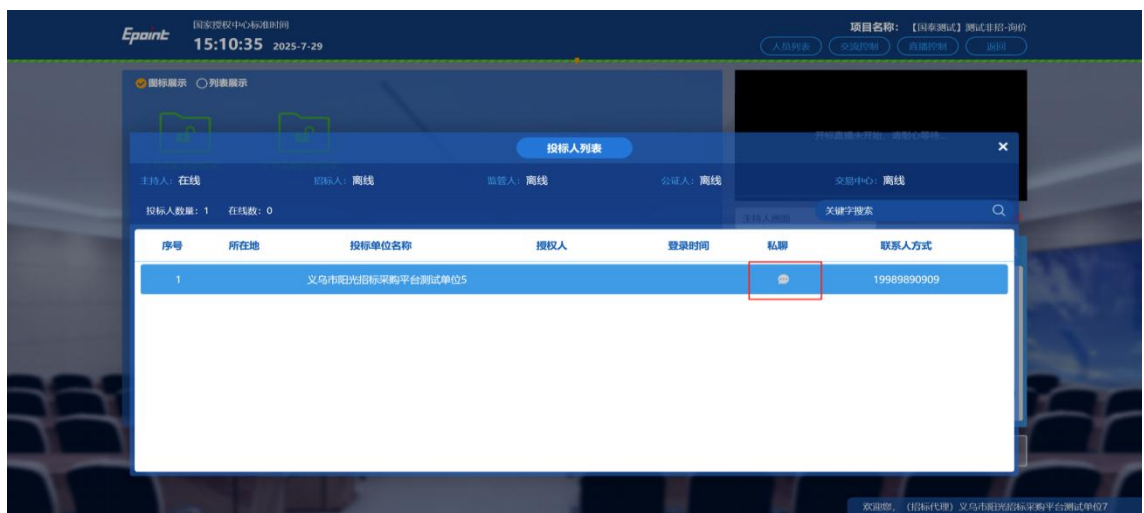 Epoint
国家授权中心标准时间
15:10:35 2025-7-29
项目名称: 【国泰测试】测试非招-询价
人员列表 交流控制 直播控制 返回
图标展示 列表展示
开标直播未开始，请耐心等待...
投标人列表 ×
主持人: 在线 招标人: 离线 监管人: 离线 公证人: 离线 交易中心: 离线
投标人数量: 1 在线数: 0 关键字搜索
主持人画面
序号 所在地 投标单位名称 授权人 登录时间 私聊 联系人方式
1 义乌市阳光招标采购平台测试单位5 19989890909
欢迎您， (招标代理) 义乌市阳光招标采购平台测试单位7